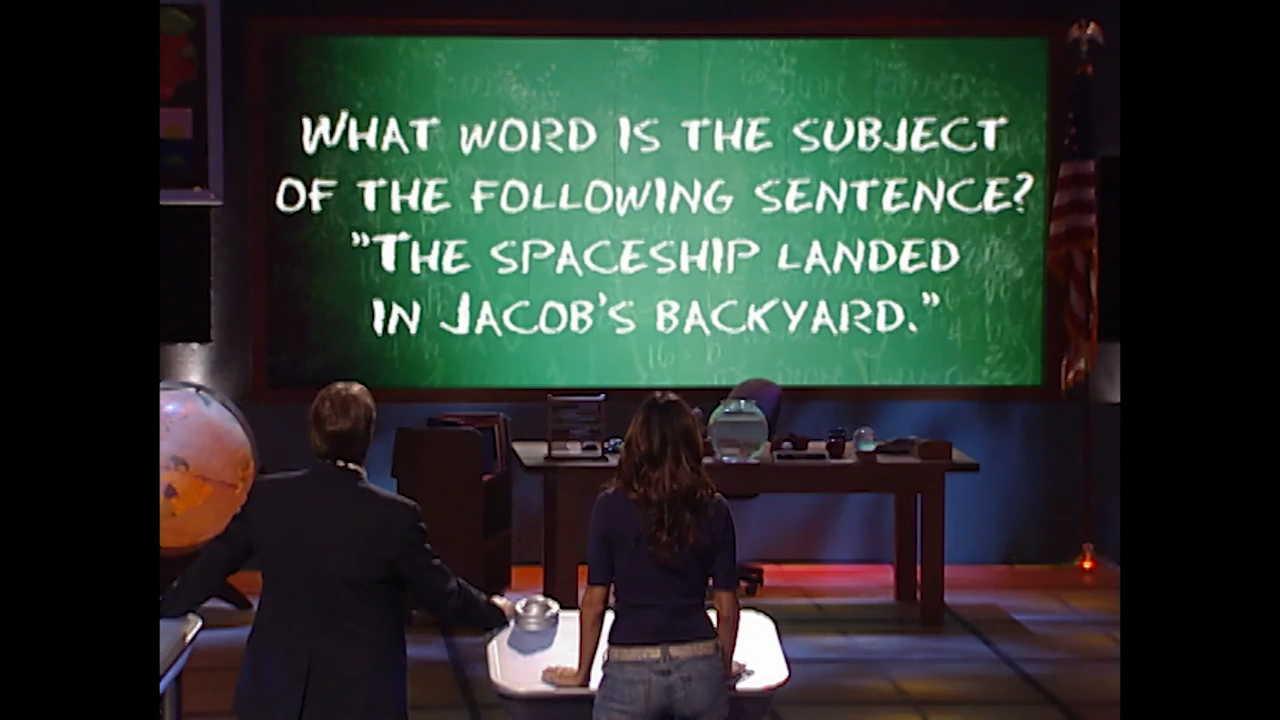 WHAT WORD IS THE SUBJECT
OF THE FOLLOWING SENTENCE?
"THE SPACESHIP LANDED
IN JACOB'S BACKYARD."